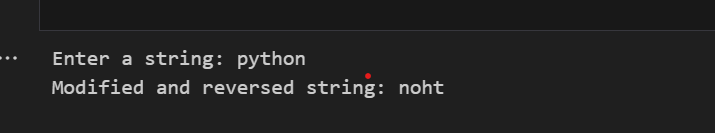 ...
Enter a string: python
Modified and reversed string: noht